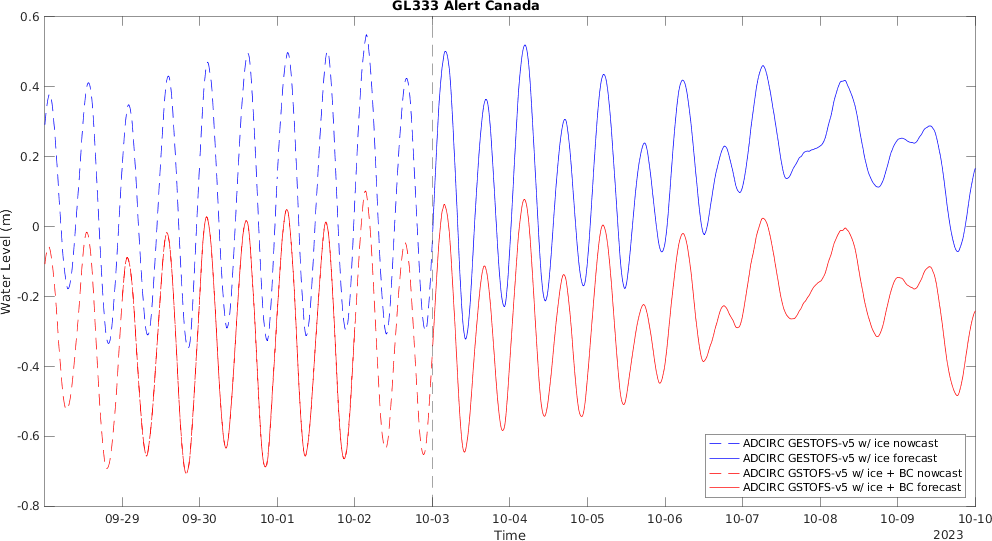 GL333 Alert Canada
0.6
0.4
0.2
0
-0.2
-0.4
-0.6
-0.8
Water Level (m)
ADCIRC GESTOFS-v5 w/ ice nowcast
ADCIRC GESTOFS-v5 w/ ice forecast
ADCIRC GSTOFS-v5 w/ ice + BC nowcast
ADCIRC GSTOFS-v5 w/ ice + BC forecast
09-29 09-30 10-01 10-02 10-03 10-04 10-05 10-06 10-07 10-08 10-09 10-10
Time
2023